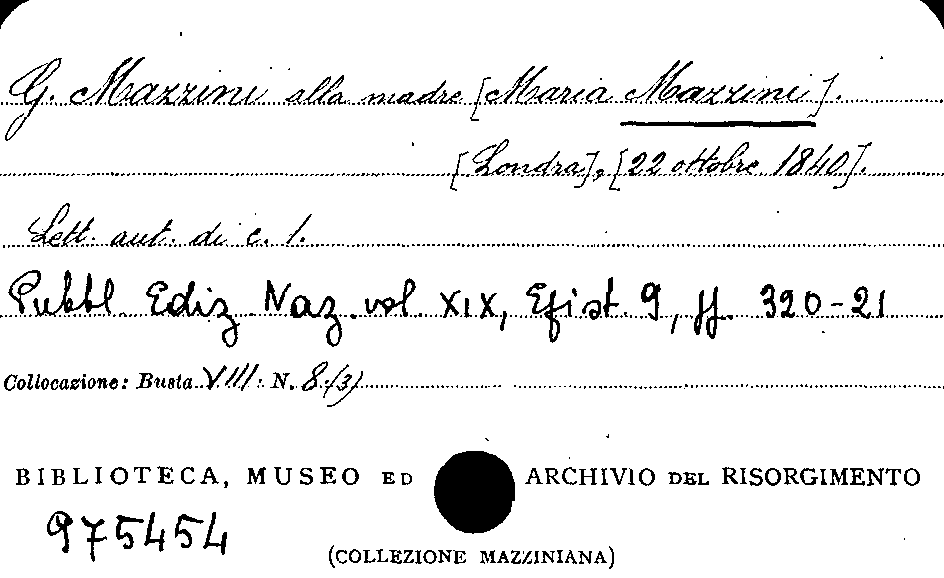 G. Mazzini alla madre [Maria Mazzini].
[Londra], [22 ottobre 1840].
Lett. aut. di c. 1.
Pubbl Ediz Naz. vol XIX, Epist. 9, pp. 320-21
Collocazione: Busta VIII: N. 8.(3)
BIBLIOTECA, MUSEO ED ARCHIVIO DEL RISORGIMENTO
975454
(COLLEZIONE MAZZINIANA)